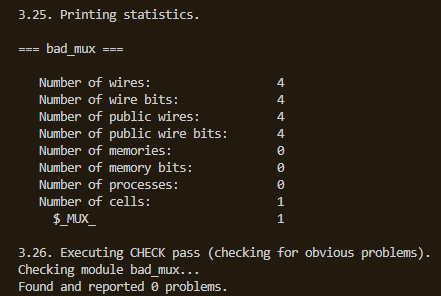 3.25. Printing statistics.
=== bad_mux ===
Number of wires: 4
Number of wire bits: 4
Number of public wires: 4
Number of public wire bits: 4
Number of memories: 0
Number of memory bits: 0
Number of processes: 0
Number of cells: 1
$_MUX_ 1
3.26. Executing CHECK pass (checking for obvious problems).
Checking module bad_mux...
Found and reported 0 problems.